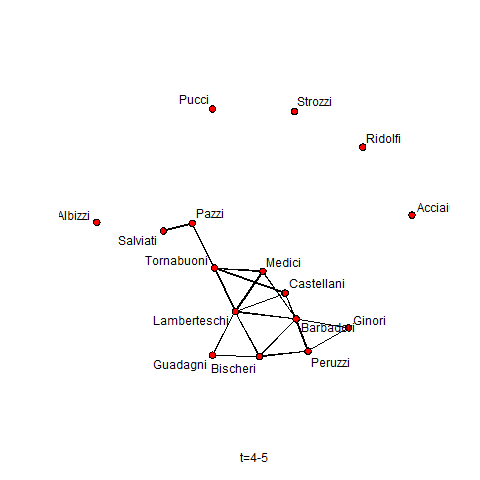 Pucci
Strozzi
Ridolfi
Albizzi
Acciai
Pazzi
Salviati
Tornabuoni
Medici
Castellani
Lamberteschi
Ginori
Barbadori
Guadagni
Bischeri
Peruzzi
t=4-5